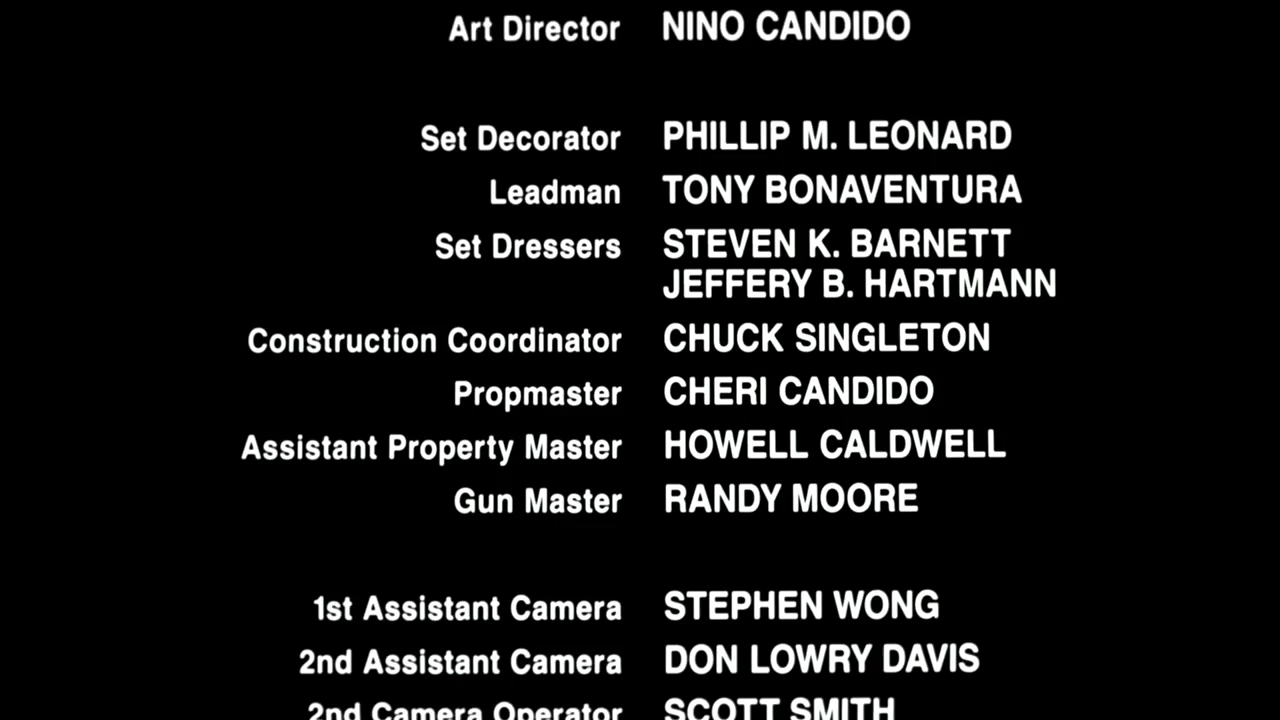 Art Director NINO CANDIDO
Set Decorator PHILLIP M. LEONARD
Leadman TONY BONAVENTURA
Set Dressers STEVEN K. BARNETT
JEFFERY B. HARTMANN
Construction Coordinator CHUCK SINGLETON
Propmaster CHERI CANDIDO
Assistant Property Master HOWELL CALDWELL
Gun Master RANDY MOORE
1st Assistant Camera STEPHEN WONG
2nd Assistant Camera DON LOWRY DAVIS
2nd Camera Operator SCOTT SMITH